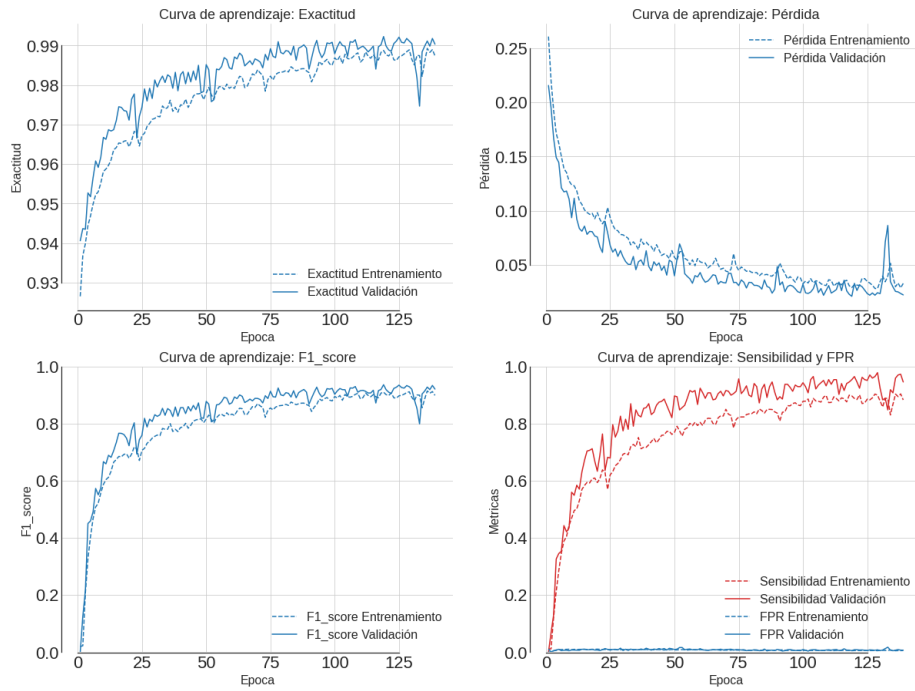 Curva de aprendizaje: Exactitud
0.99
0.98
0.97
0.96
0.95
0.94
0.93
Exactitud
Exactitud Entrenamiento
Exactitud Validación
0
25
50
75
100
125
Epoca
Curva de aprendizaje: Pérdida
0.25
0.20
0.15
0.10
0.05
Pérdida
Pérdida Entrenamiento
Pérdida Validación
0
25
50
75
100
125
Epoca
Curva de aprendizaje: F1_score
1.0
0.8
0.6
0.4
0.2
0.0
F1_score
F1_score Entrenamiento
F1_score Validación
0
25
50
75
100
125
Epoca
Curva de aprendizaje: Sensibilidad y FPR
1.0
0.8
0.6
0.4
0.2
0.0
Metricas
Sensibilidad Entrenamiento
Sensibilidad Validación
FPR Entrenamiento
FPR Validación
0
25
50
75
100
125
Epoca